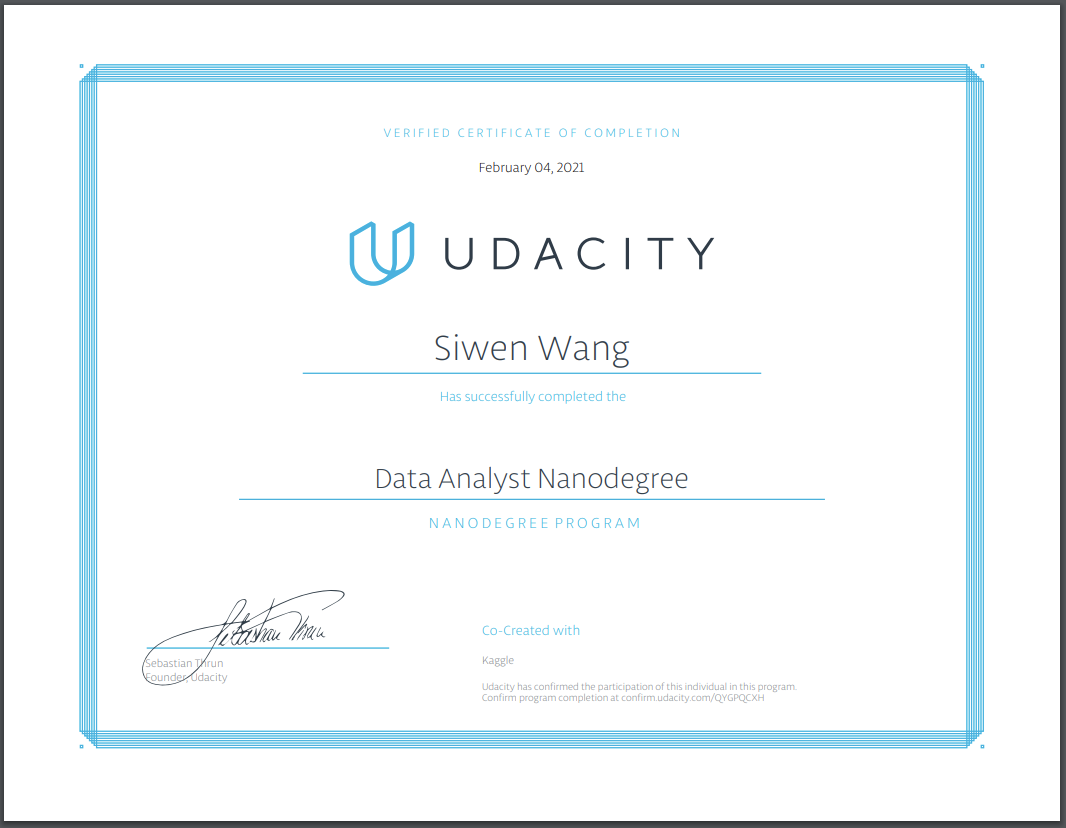 VERIFIED CERTIFICATE OF COMPLETION
February 04, 2021
UDACITY
Siwen Wang
Has successfully completed the
Data Analyst Nanodegree
NANODEGREE PROGRAM
Sebastian Thrun
Sebastian Thrun
Founder, Udacity
Co-Created with
Kaggle
Udacity has confirmed the participation of this individual in this program.
Confirm program completion at confirm.udacity.com/QYGPQCXH